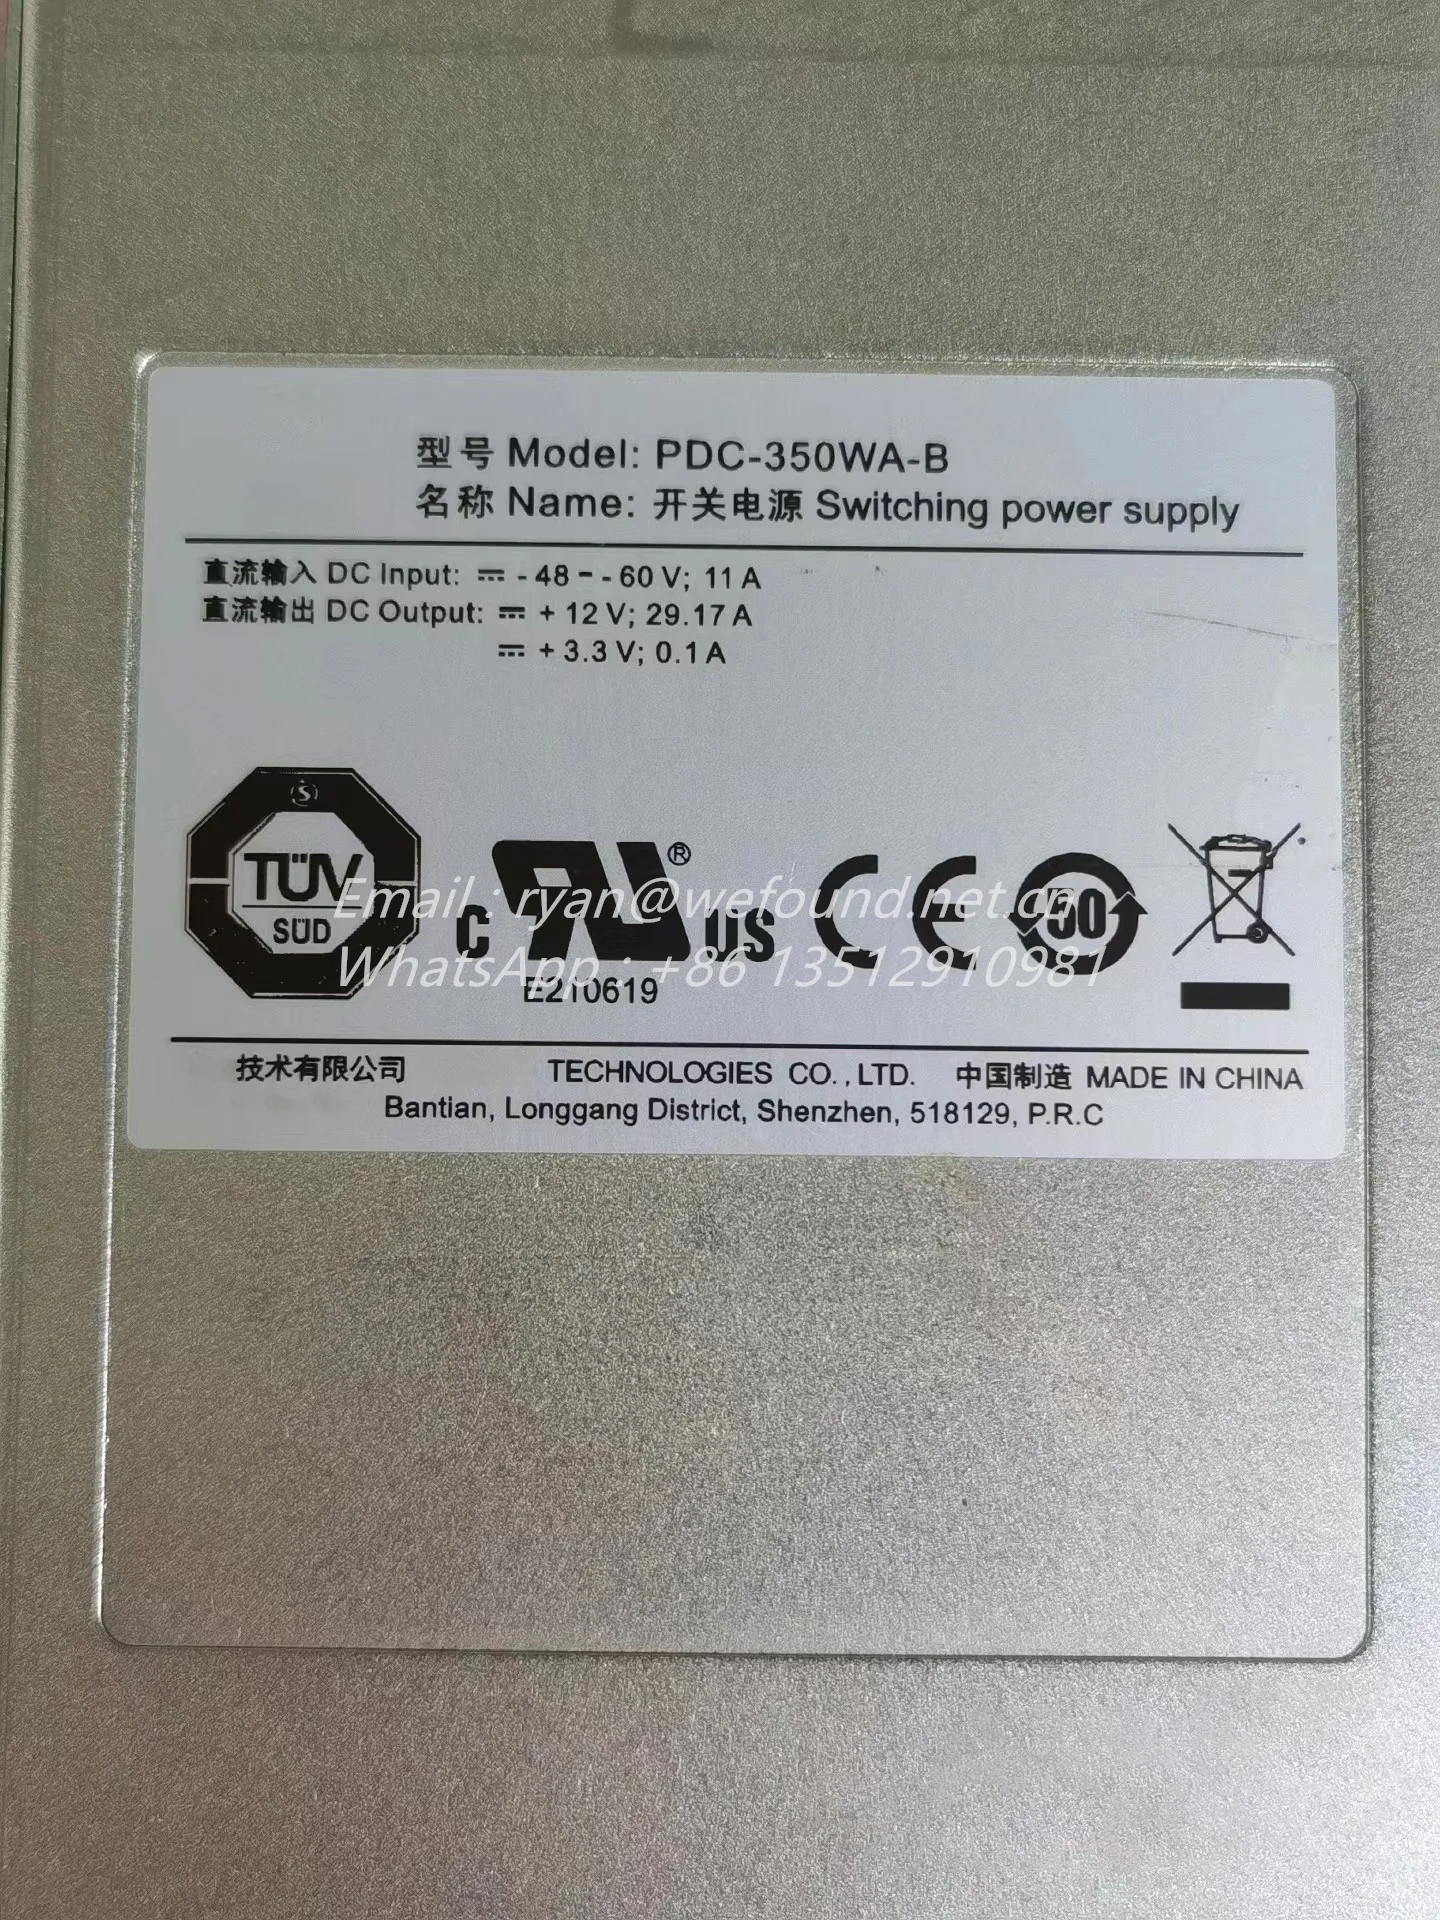 型号 Model: PDC-350WA-B
名称 Name: 开关电源 Switching power supply
直流输入 DC Input: ⎓ - 48 - - 60 V; 11 A
直流输出 DC Output: ⎓ + 12 V; 29.17 A
⎓ + 3.3 V; 0.1 A
S
TÜV
SÜD
C RU ® US
E210619
CE
50
Email : ryan@wefound.net.cn
WhatsApp : +86 13512910981
技术有限公司 TECHNOLOGIES CO.,LTD. 中国制造 MADE IN CHINA
Bantian, Longgang District, Shenzhen, 518129, P.R.C